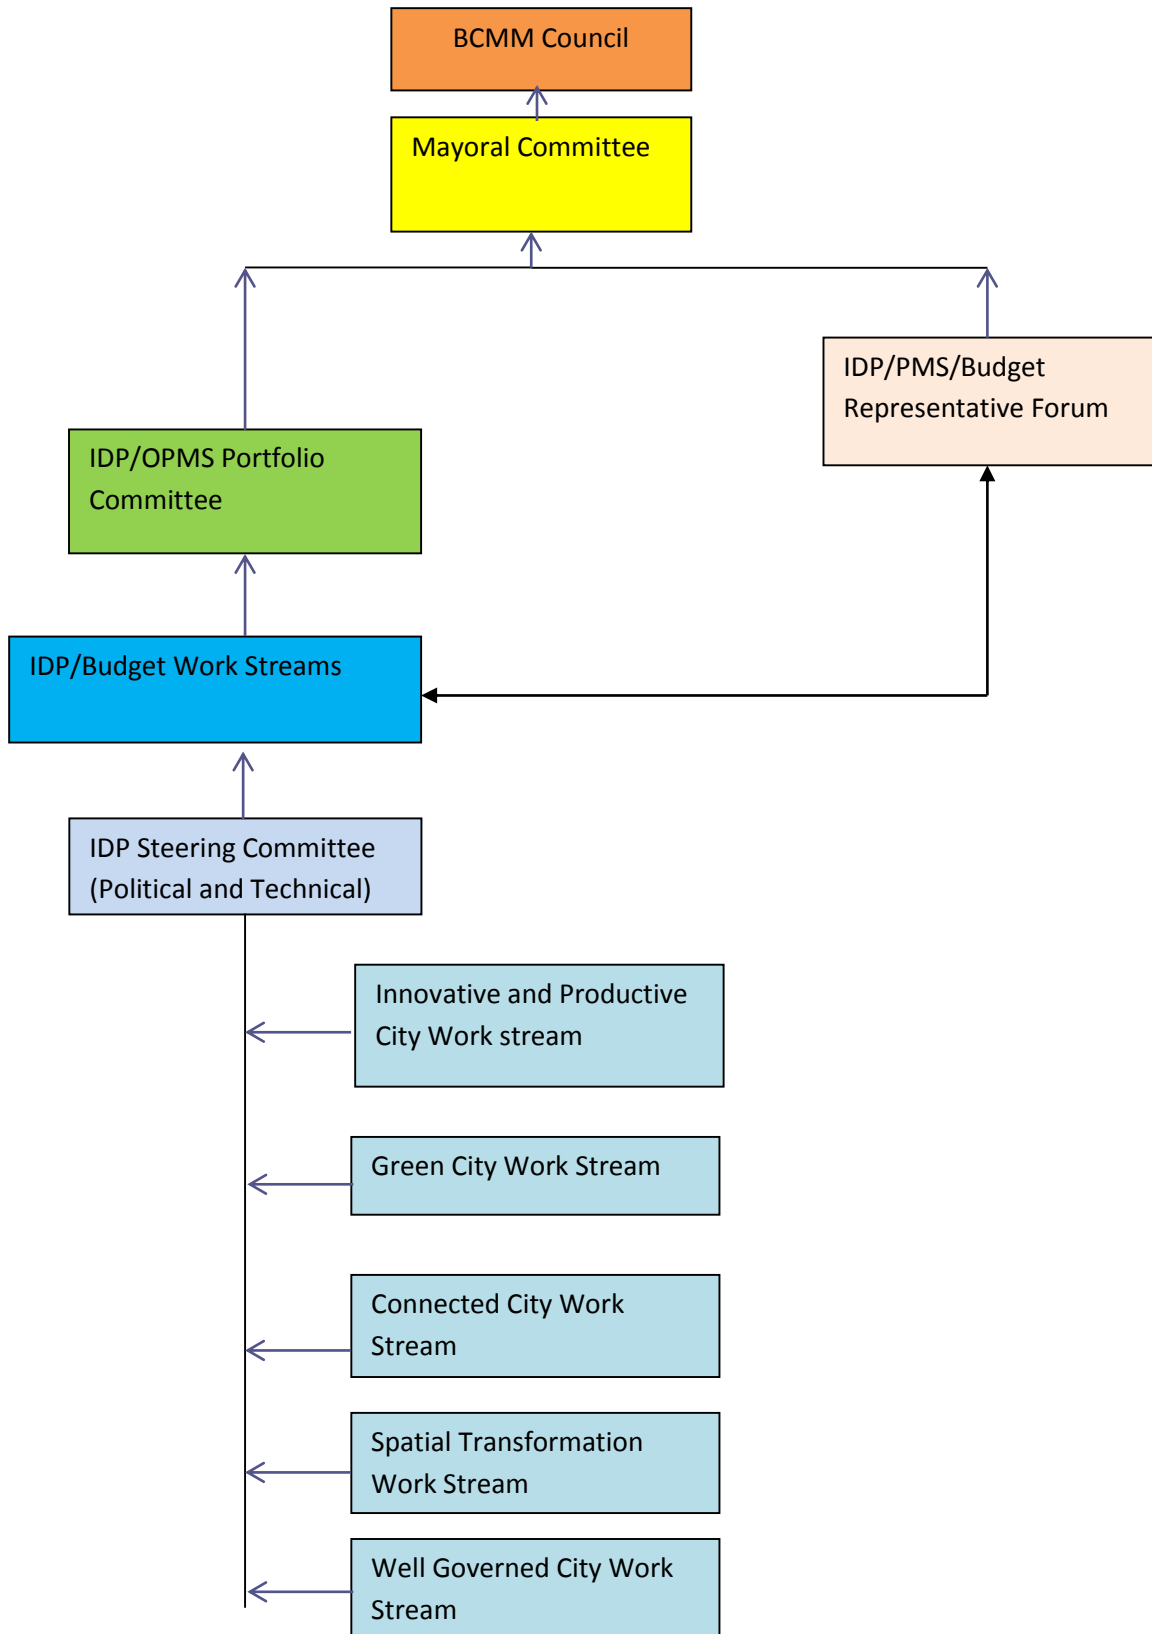 BCMM Council
Mayoral Committee
IDP/PMS/Budget
Representative Forum
IDP/OPMS Portfolio
Committee
IDP/Budget Work Streams
IDP Steering Committee
(Political and Technical)
Innovative and Productive
City Work stream
Green City Work Stream
Connected City Work
Stream
Spatial Transformation
Work Stream
Well Governed City Work
Stream